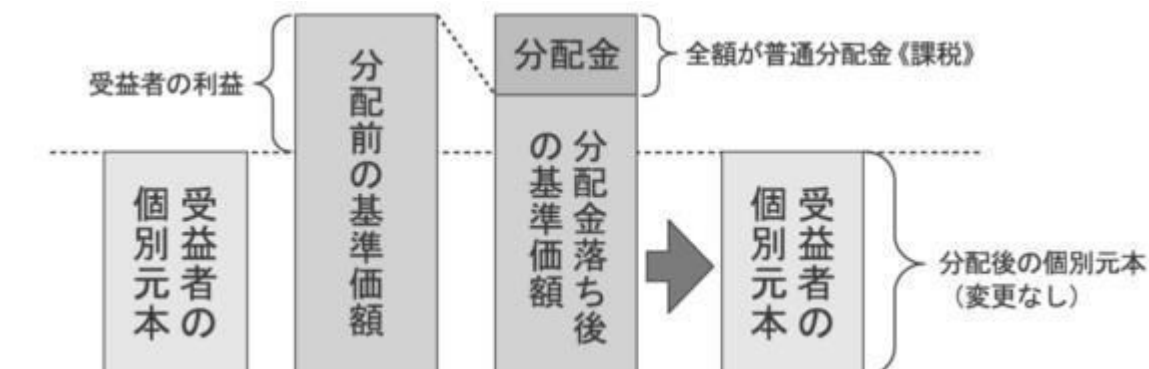 受益者の利益
受益者の
個別元本
分配前の基準価額
分配金
全額が普通分配金《課税》
分配金落ち後
の基準価額
受益者の
個別元本
分配後の個別元本
（変更なし）